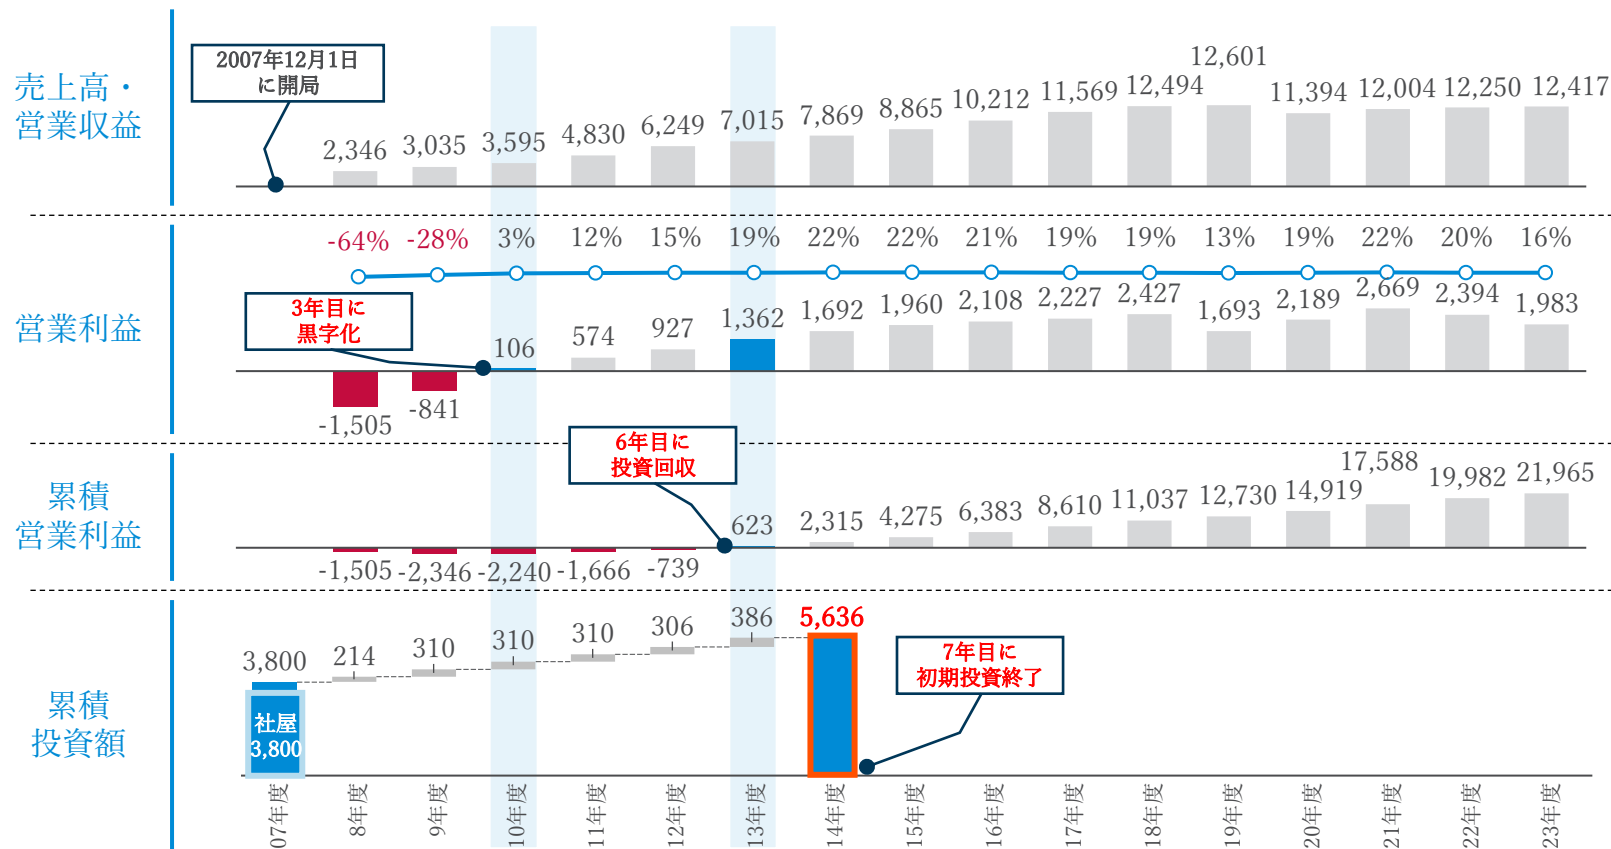 売上高・
営業収益
2007年12月1日
に開局
2,346
3,035
3,595
4,830
6,249
7,015
7,869
8,865
10,212
11,569
12,494
12,601
11,394
12,004
12,250
12,417
営業利益
-64%
-28%
3%
12%
15%
19%
22%
22%
21%
19%
19%
13%
19%
22%
20%
16%
3年目に
黒字化
-1,505
-841
106
574
927
1,362
1,692
1,960
2,108
2,227
2,427
1,693
2,189
2,669
2,394
1,983
累積
営業利益
6年目に
投資回収
-1,505
-2,346
-2,240
-1,666
-739
623
2,315
4,275
6,383
8,610
11,037
12,730
14,919
17,588
19,982
21,965
累積
投資額
3,800
社屋
3,800
214
310
310
310
306
386
5,636
7年目に
初期投資終了
07年度
8年度
9年度
10年度
11年度
12年度
13年度
14年度
15年度
16年度
17年度
18年度
19年度
20年度
21年度
22年度
23年度